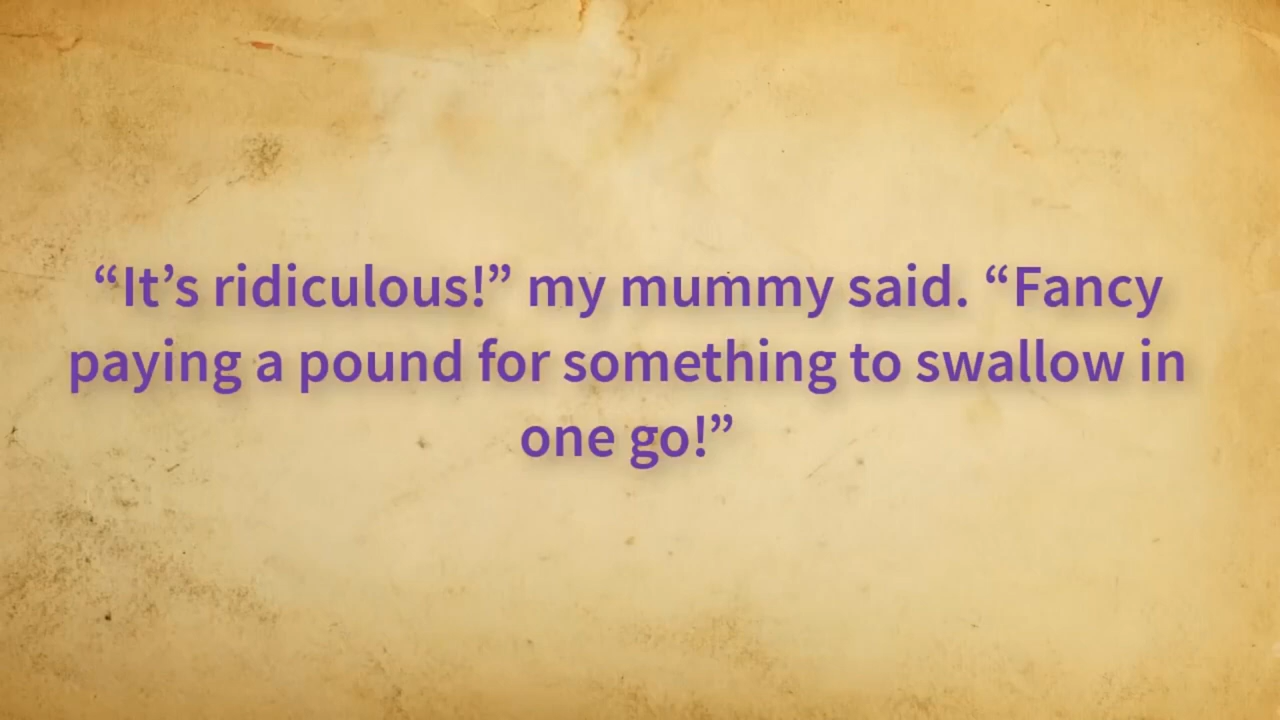 “It’s ridiculous!” my mummy said. “Fancy
paying a pound for something to swallow in
one go!”